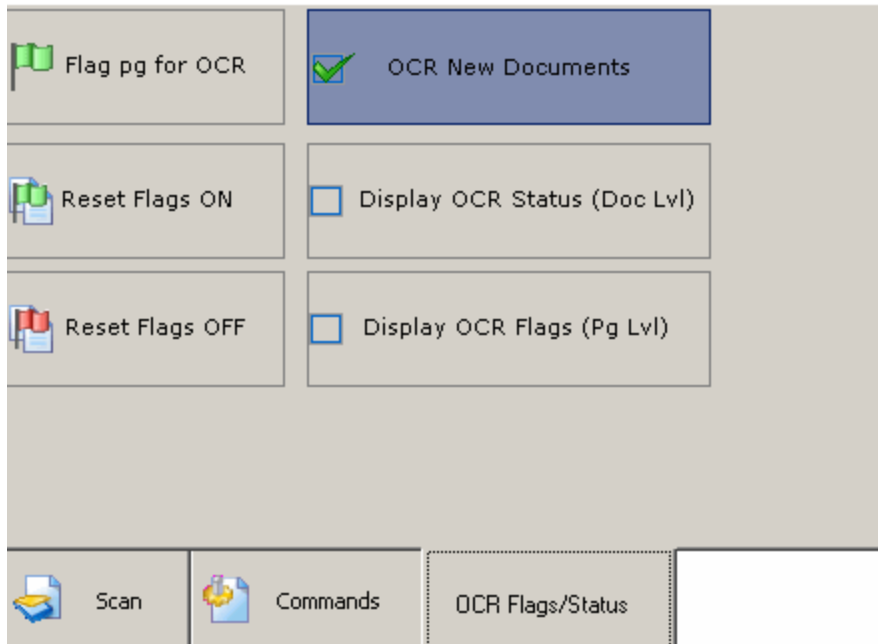 Flag pg for OCR
OCR New Documents
Reset Flags ON
Display OCR Status (Doc Lvl)
Reset Flags OFF
Display OCR Flags (Pg Lvl)
Scan
Commands
OCR Flags/Status